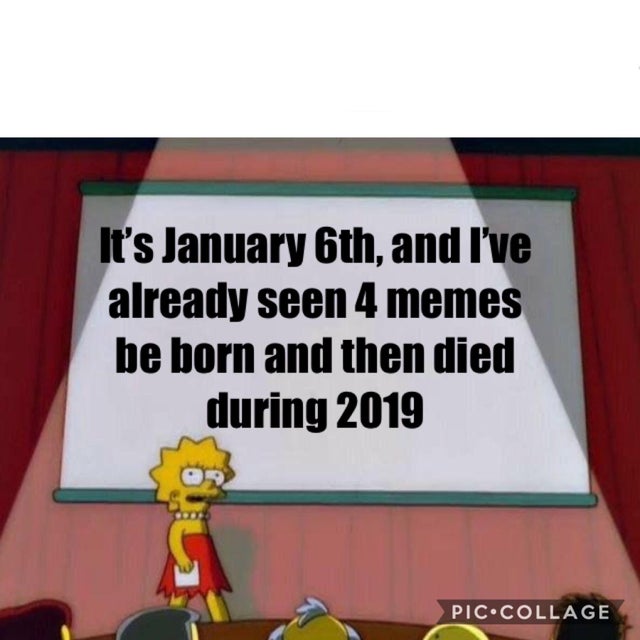 It's January 6th, and I've
already seen 4 memes
be born and then died
during 2019
PIC•COLLAGE